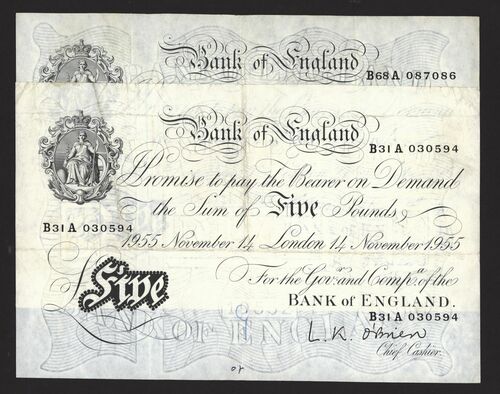 Bank of England
B68A 087086
Bank of England
B31A 030594
Promise to pay the Bearer on Demand
the Sum of Five Pounds
B31A 030594
1955 November 14 London 14 November 1955
For the Govr. and Compa. of the
£Five
BANK of ENGLAND.
B31A 030594
L.K. O'Brien
Chief Cashier.